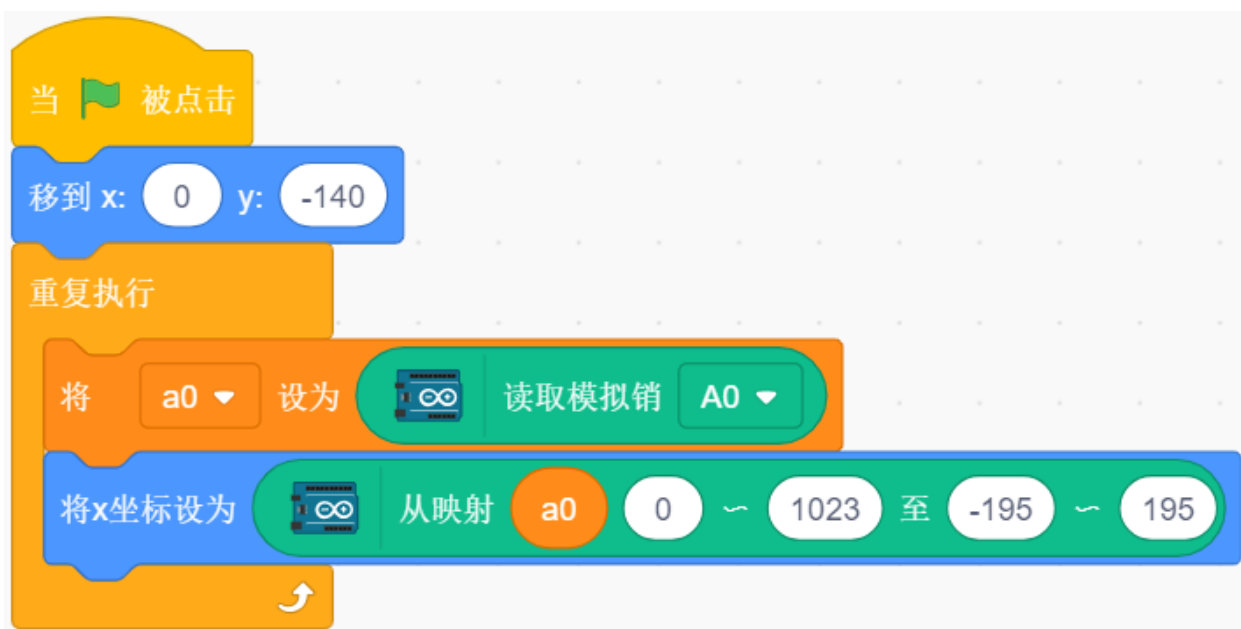 当 被点击
移到 x: 0 y: -140
重复执行
将 a0 设为 读取模拟销 A0
将x坐标设为 从映射 a0 0 ~ 1023 至 -195 ~ 195